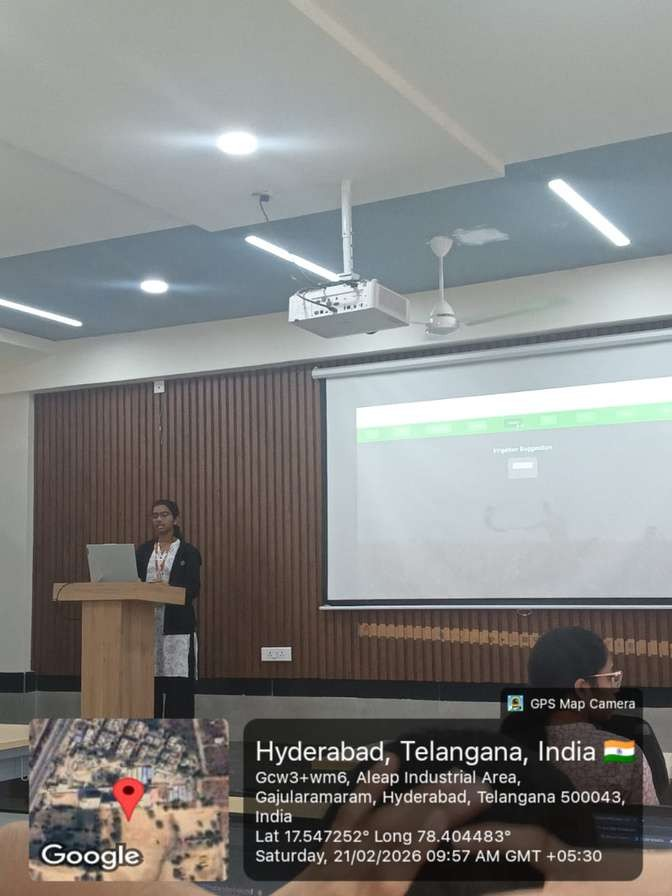 Irrigation Suggestion
GPS Map Camera
Hyderabad, Telangana, India
Gcw3+wm6, Aleap Industrial Area,
Gajularamaram, Hyderabad, Telangana 500043,
India
Lat 17.547252° Long 78.404483°
Saturday, 21/02/2026 09:57 AM GMT +05:30
Google